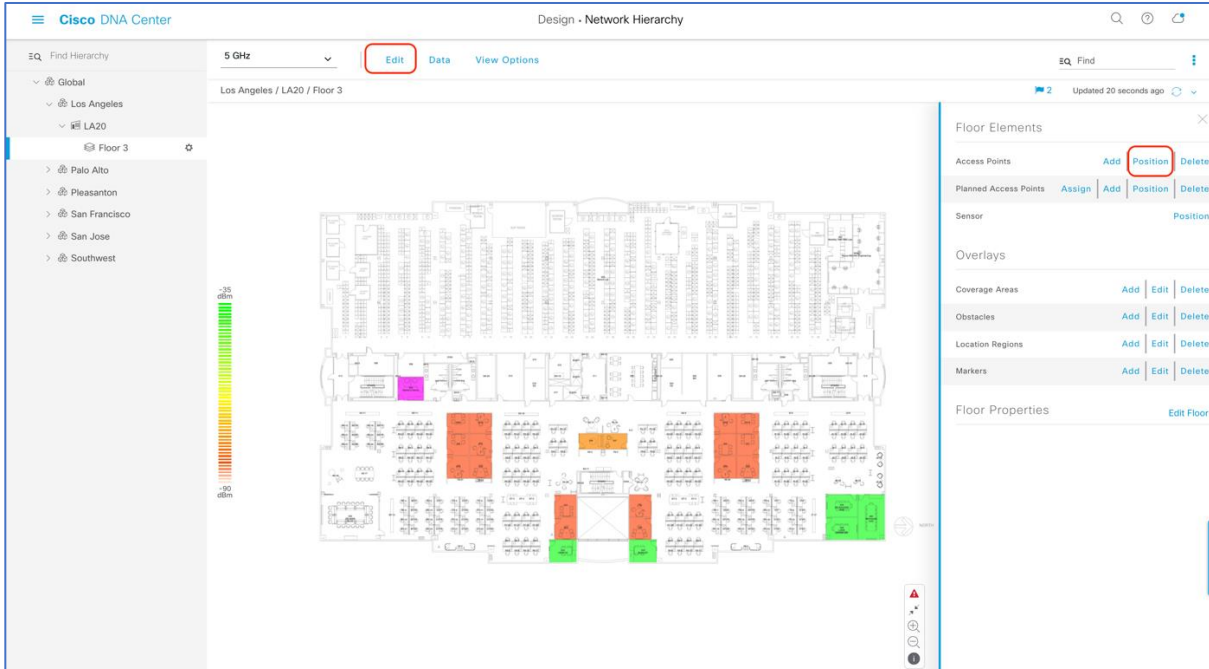 Cisco DNA Center
Design • Network Hierarchy
Find Hierarchy
Global
Los Angeles
LA20
Floor 3
Palo Alto
Pleasanton
San Francisco
San Jose
Southwest
5 GHz
Edit
Data
View Options
Find
Los Angeles / LA20 / Floor 3
2
Updated 20 seconds ago
-35
dBm
-90
dBm
Floor Elements
Access Points Add Position Delete
Planned Access Points Assign Add Position Delete
Sensor Position
Overlays
Coverage Areas Add Edit Delete
Obstacles Add Edit Delete
Location Regions Add Edit Delete
Markers Add Edit Delete
Floor Properties Edit Floor